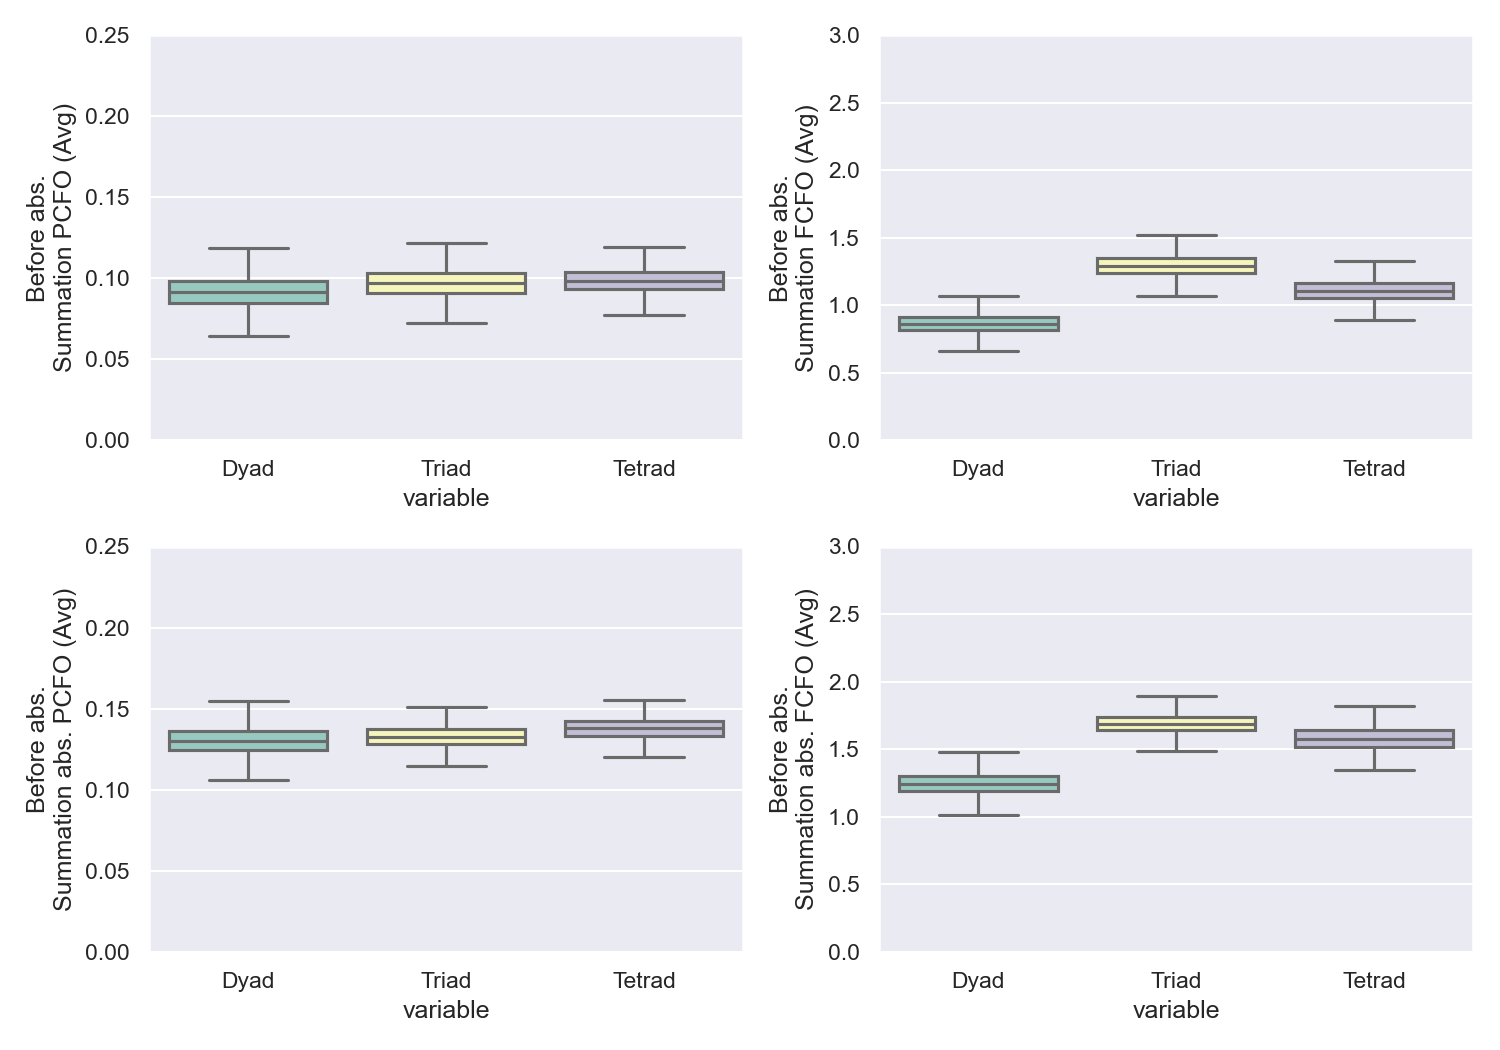 Before abs.
Summation PCFO (Avg)
0.25
0.20
0.15
0.10
0.05
0.00
Dyad Triad Tetrad
variable
Before abs.
Summation FCFO (Avg)
3.0
2.5
2.0
1.5
1.0
0.5
0.0
Dyad Triad Tetrad
variable
Before abs.
Summation abs. PCFO (Avg)
0.25
0.20
0.15
0.10
0.05
0.00
Dyad Triad Tetrad
variable
Before abs.
Summation abs. FCFO (Avg)
3.0
2.5
2.0
1.5
1.0
0.5
0.0
Dyad Triad Tetrad
variable